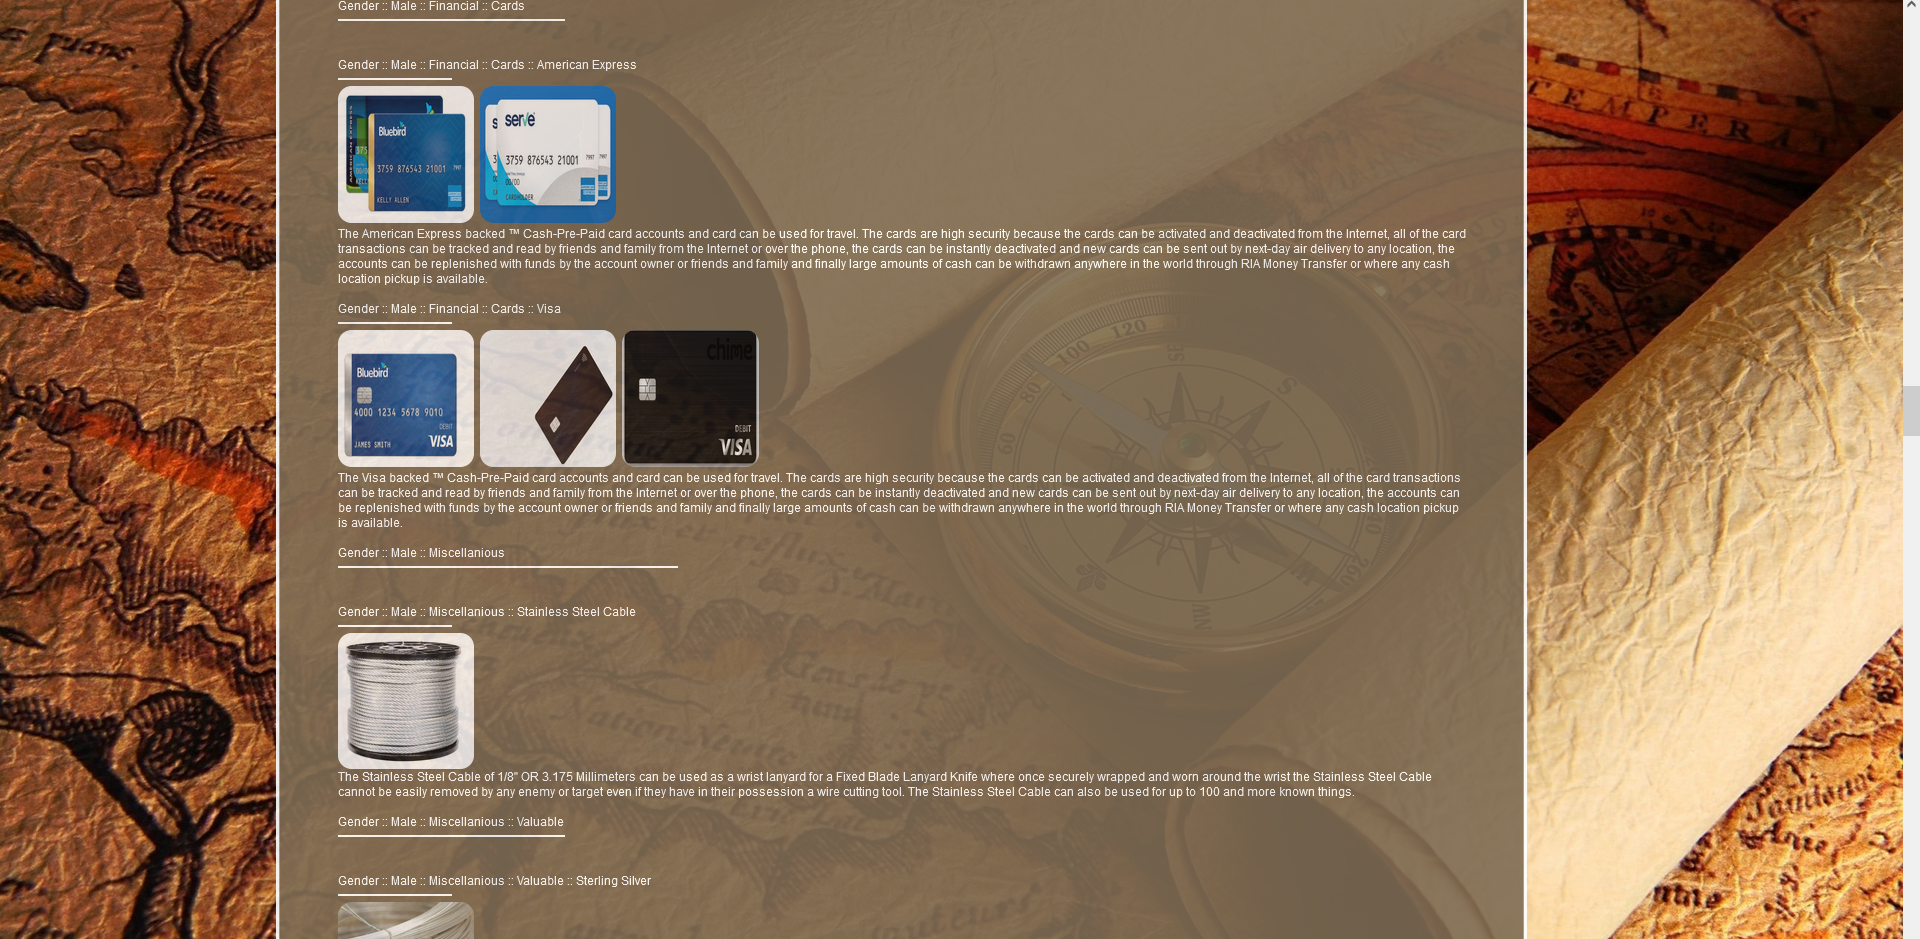 Gender :: Male :: Financial :: Cards
Gender :: Male :: Financial :: Cards :: American Express
Bluebird
3759 876543 21001
7997
KELLY ALLEN
serve
3759 876543 21001
7997
00/00
CARDHOLDER
The American Express backed ™ Cash-Pre-Paid card accounts and card can be used for travel. The cards are high security because the cards can be activated and deactivated from the Internet, all of the card
transactions can be tracked and read by friends and family from the Internet or over the phone, the cards can be instantly deactivated and new cards can be sent out by next-day air delivery to any location, the
accounts can be replenished with funds by the account owner or friends and family and finally large amounts of cash can be withdrawn anywhere in the world through RIA Money Transfer or where any cash
location pickup is available.
Gender :: Male :: Financial :: Cards :: Visa
Bluebird
4000 1234 5678 9010
DEBIT
JAMES SMITH
VISA
chime
DEBIT
VISA
The Visa backed ™ Cash-Pre-Paid card accounts and card can be used for travel. The cards are high security because the cards can be activated and deactivated from the Internet, all of the card transactions
can be tracked and read by friends and family from the Internet or over the phone, the cards can be instantly deactivated and new cards can be sent out by next-day air delivery to any location, the accounts can
be replenished with funds by the account owner or friends and family and finally large amounts of cash can be withdrawn anywhere in the world through RIA Money Transfer or where any cash location pickup
is available.
Gender :: Male :: Miscellanious
Gender :: Male :: Miscellanious :: Stainless Steel Cable
The Stainless Steel Cable of 1/8" OR 3.175 Millimeters can be used as a wrist lanyard for a Fixed Blade Lanyard Knife where once securely wrapped and worn around the wrist the Stainless Steel Cable
cannot be easily removed by any enemy or target even if they have in their possession a wire cutting tool. The Stainless Steel Cable can also be used for up to 100 and more known things.
Gender :: Male :: Miscellanious :: Valuable
Gender :: Male :: Miscellanious :: Valuable :: Sterling Silver
TEMPERA
80
100
120